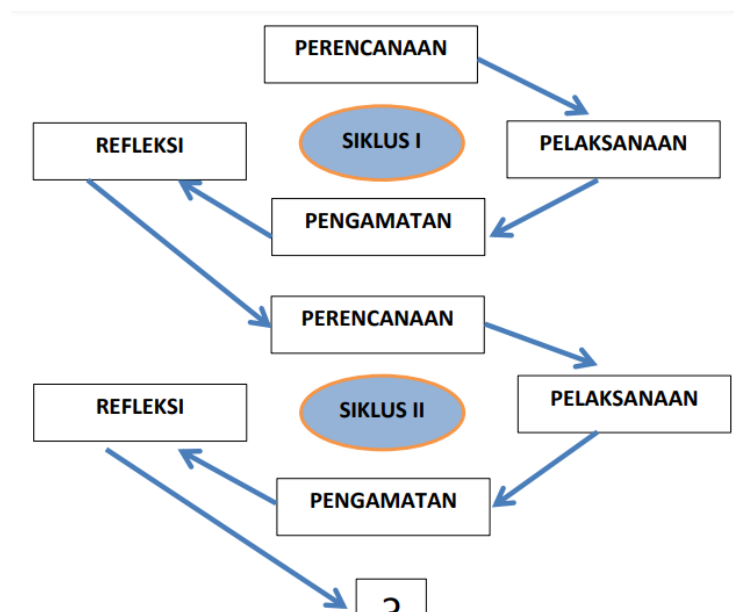 PERENCANAAN
SIKLUS I
REFLEKSI
PELAKSANAAN
PENGAMATAN
PERENCANAAN
SIKLUS II
REFLEKSI
PELAKSANAAN
PENGAMATAN